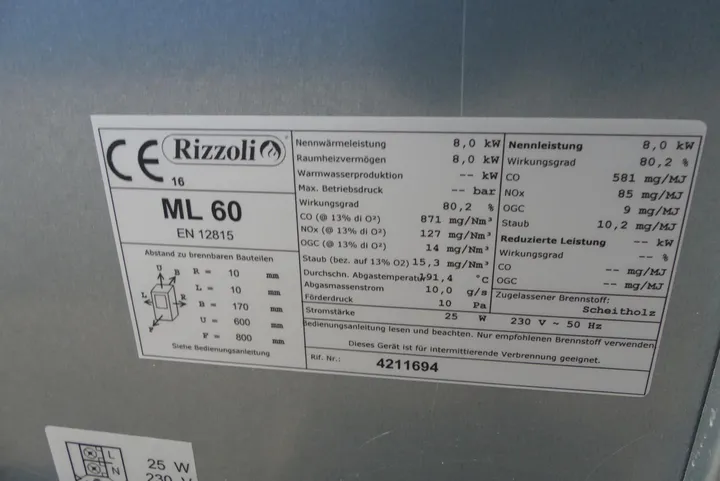 CE Rizzoli
16
ML 60
EN 12815
Abstand zu brennbaren Bauteilen
U B R = 10 mm
L R L = 10 mm
B = 170 mm
U = 600 mm
F F = 800 mm
Siehe Bedienungsanleitung
Nennwärmeleistung 8,0 kW
Raumheizvermögen 8,0 kW
Warmwasserproduktion -- kW
Max. Betriebsdruck -- bar
Wirkungsgrad 80,2 %
CO (@ 13% di O²) 871 mg/Nm³
NOx (@ 13% di O²) 127 mg/Nm³
OGC (@ 13% di O²) 14 mg/Nm³
Staub (bez. auf 13% O2) 15,3 mg/Nm³
Durchschn. Abgastemperatur 191,4 °C
Abgasmassenstrom 10,0 g/s
Förderdruck 10 Pa
Stromstärke 25 W 230 V ~ 50 Hz
Nennleistung 8,0 kW
Wirkungsgrad 80,2 %
CO 581 mg/MJ
NOx 85 mg/MJ
OGC 9 mg/MJ
Staub 10,2 mg/MJ
Reduzierte Leistung -- kW
Wirkungsgrad -- %
CO -- mg/MJ
OGC -- mg/MJ
Zugelassener Brennstoff:
Scheitholz
Bedienungsanleitung lesen und beachten. Nur empfohlenen Brennstoff verwenden
Dieses Gerät ist für intermittierende Verbrennung geeignet.
Rif. Nr.: 4211694
L
N
25 W
230 V